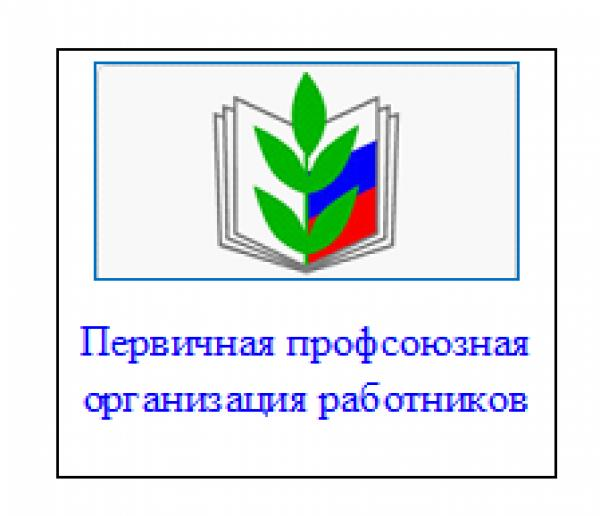 Первичная профсоюзная
организация работников